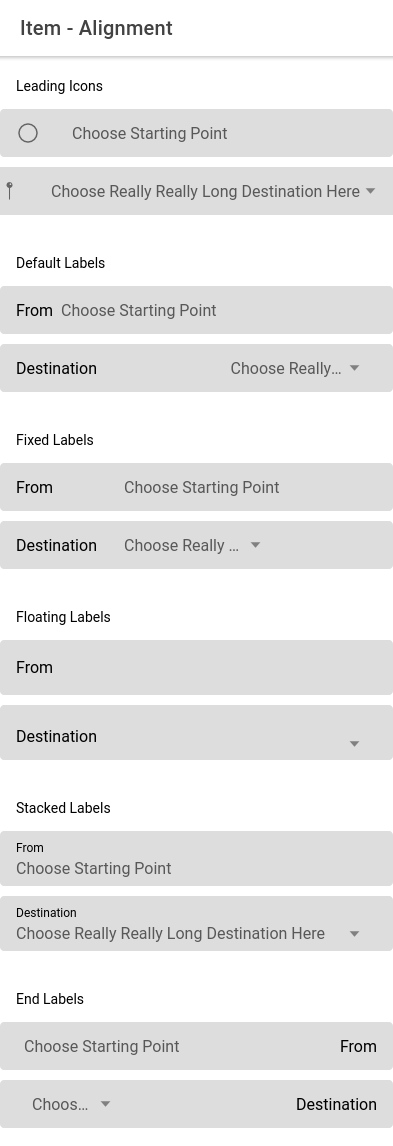 Item - Alignment
Leading Icons
Choose Starting Point
Choose Really Really Long Destination Here
Default Labels
From Choose Starting Point
Destination Choose Really...
Fixed Labels
From Choose Starting Point
Destination Choose Really ...
Floating Labels
From
Destination
Stacked Labels
From
Choose Starting Point
Destination
Choose Really Really Long Destination Here
End Labels
Choose Starting Point From
Choos... Destination